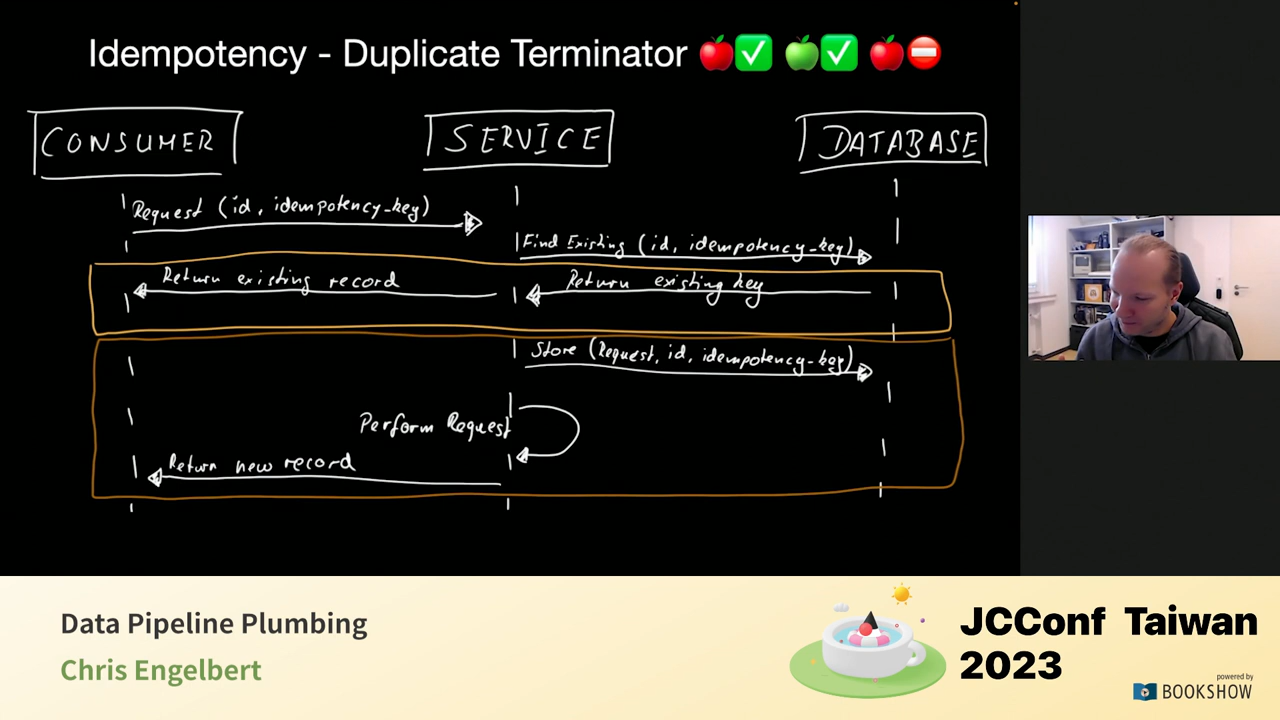 Idempotency - Duplicate Terminator 🍎✅ 🍏✅ 🍎⛔
CONSUMER
SERVICE
DATABASE
Request (id, idempotency-key)
Find Existing (id, idempotency-key)
Return existing record
Return existing key
Store (Request, id, idempotency-key)
Perform Request
Return new record
Data Pipeline Plumbing
Chris Engelbert
JCConf Taiwan
2023
powered by
BOOKSHOW